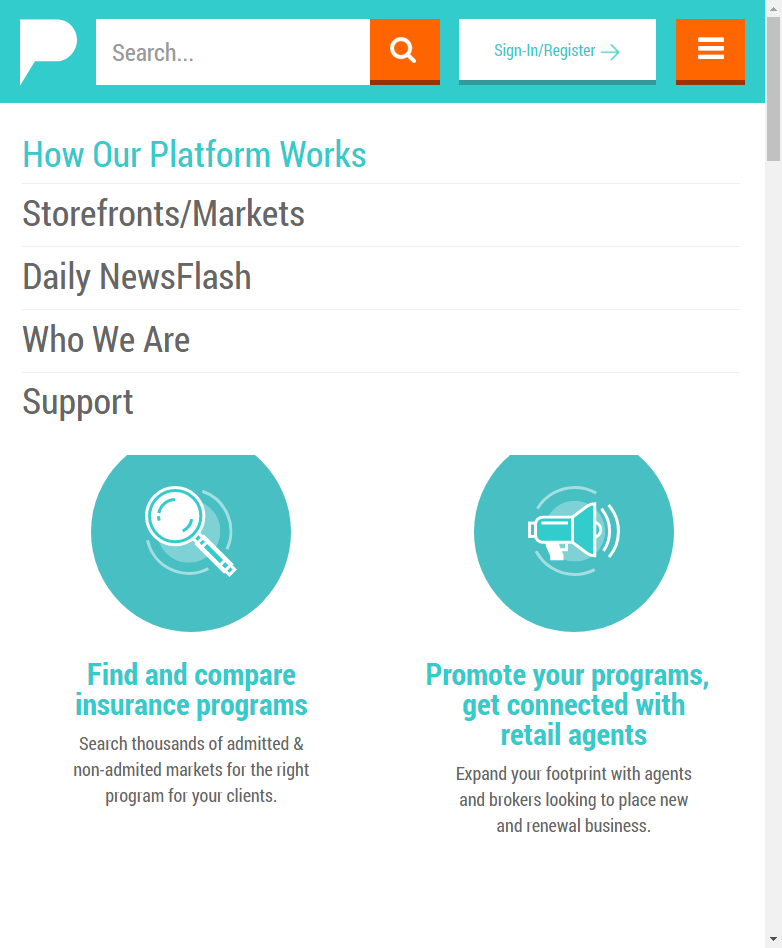 Search...
Sign-In/Register
How Our Platform Works
Storefronts/Markets
Daily NewsFlash
Who We Are
Support
Find and compare
insurance programs
Search thousands of admitted &
non-admited markets for the right
program for your clients.
Promote your programs,
get connected with
retail agents
Expand your footprint with agents
and brokers looking to place new
and renewal business.